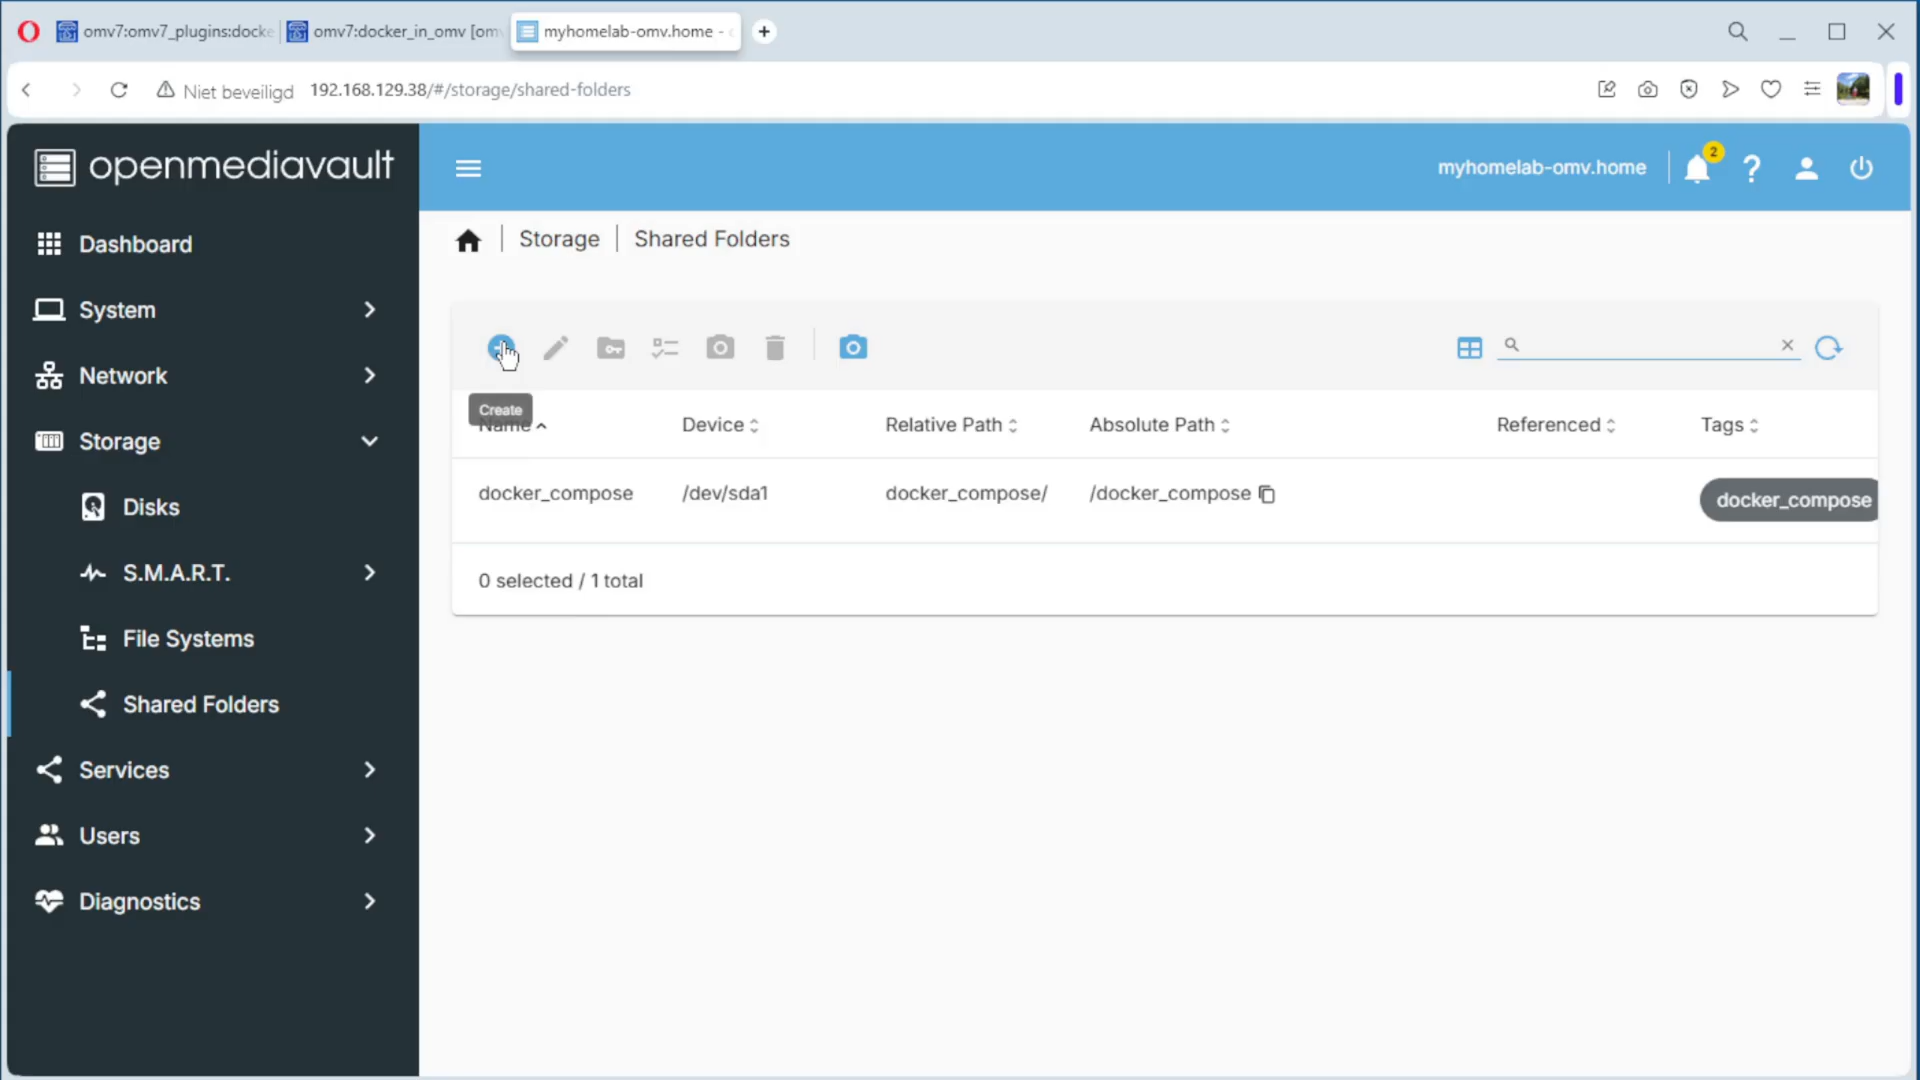 omv7:omv7_plugins:docke
omv7:docker_in_omv [om
myhomelab-omv.home -
Niet beveiligd
192.168.129.38/#/storage/shared-folders
openmediavault
myhomelab-omv.home
2
Dashboard
System
Network
Storage
Disks
S.M.A.R.T.
File Systems
Shared Folders
Services
Users
Diagnostics
Storage | Shared Folders
Create
Name
Device
Relative Path
Absolute Path
Referenced
Tags
docker_compose
/dev/sda1
docker_compose/
/docker_compose
docker_compose
0 selected / 1 total